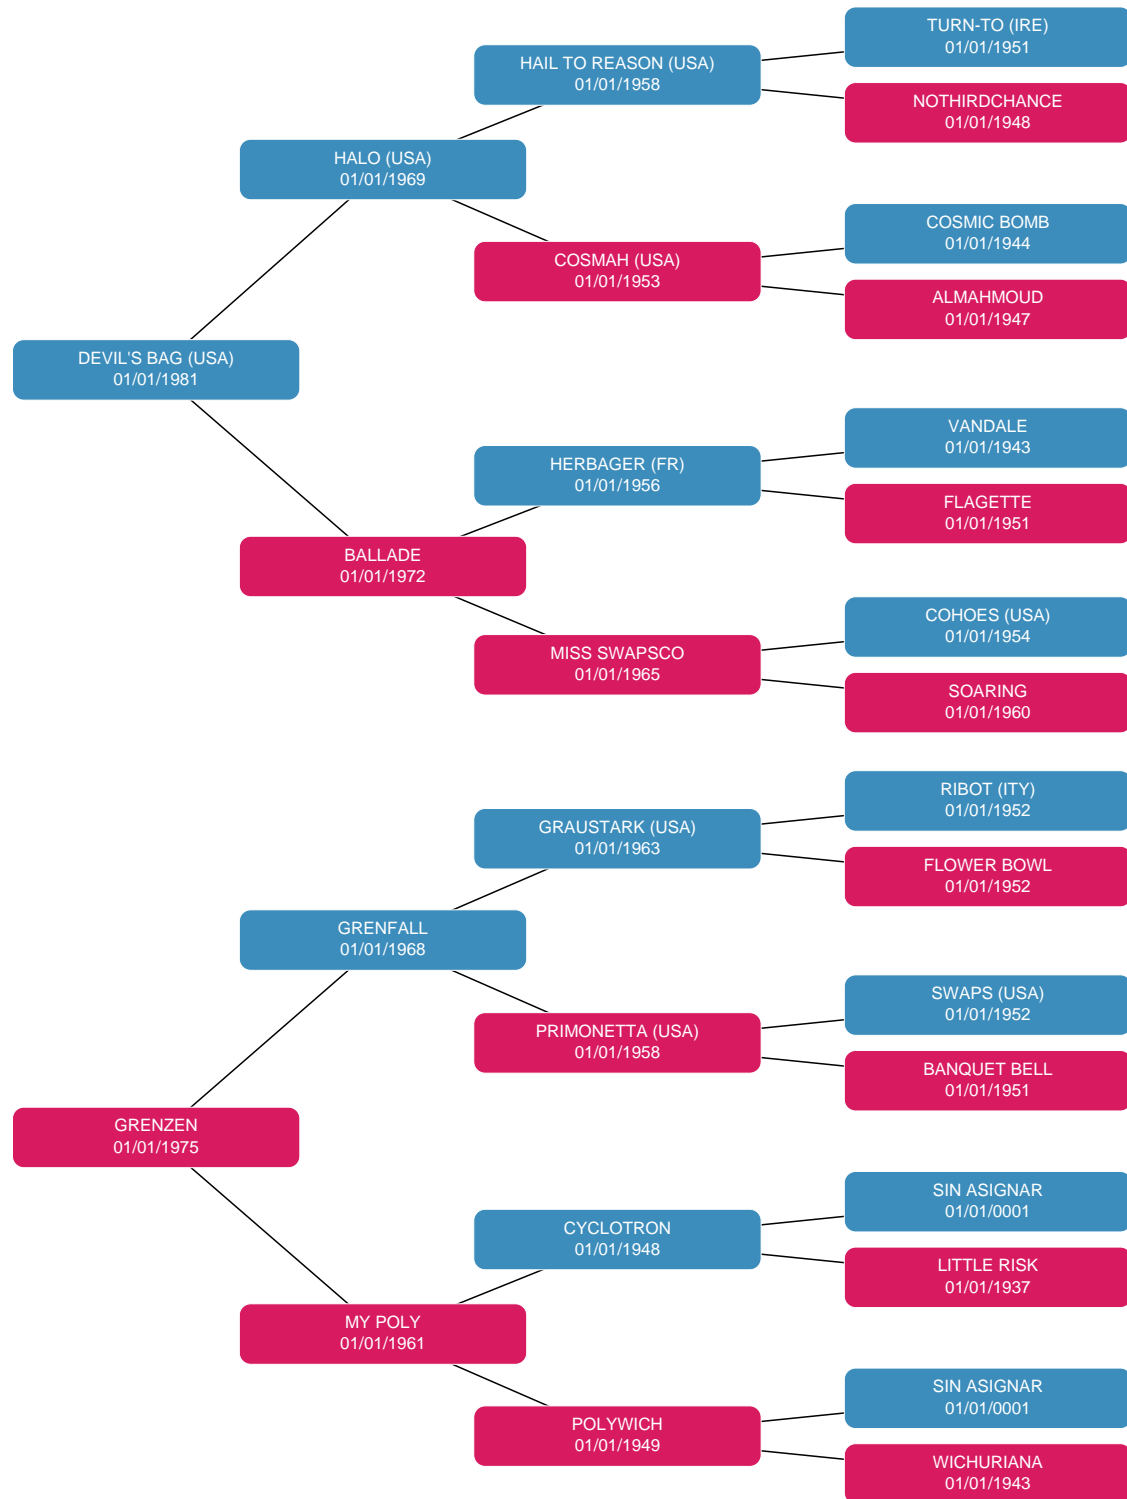 TURN-TO (IRE)
01/01/1951
HAIL TO REASON (USA)
01/01/1958
NOTHIRDCHANCE
01/01/1948
HALO (USA)
01/01/1969
COSMIC BOMB
01/01/1944
COSMAH (USA)
01/01/1953
ALMAHMOUD
01/01/1947
DEVIL'S BAG (USA)
01/01/1981
VANDALE
01/01/1943
HERBAGER (FR)
01/01/1956
FLAGETTE
01/01/1951
BALLADE
01/01/1972
COHOES (USA)
01/01/1954
MISS SWAPSCO
01/01/1965
SOARING
01/01/1960
RIBOT (ITY)
01/01/1952
GRAUSTARK (USA)
01/01/1963
FLOWER BOWL
01/01/1952
GRENFALL
01/01/1968
SWAPS (USA)
01/01/1952
PRIMONETTA (USA)
01/01/1958
BANQUET BELL
01/01/1951
GRENZEN
01/01/1975
SIN ASIGNAR
01/01/0001
CYCLOTRON
01/01/1948
LITTLE RISK
01/01/1937
MY POLY
01/01/1961
SIN ASIGNAR
01/01/0001
POLYWICH
01/01/1949
WICHURIANA
01/01/1943